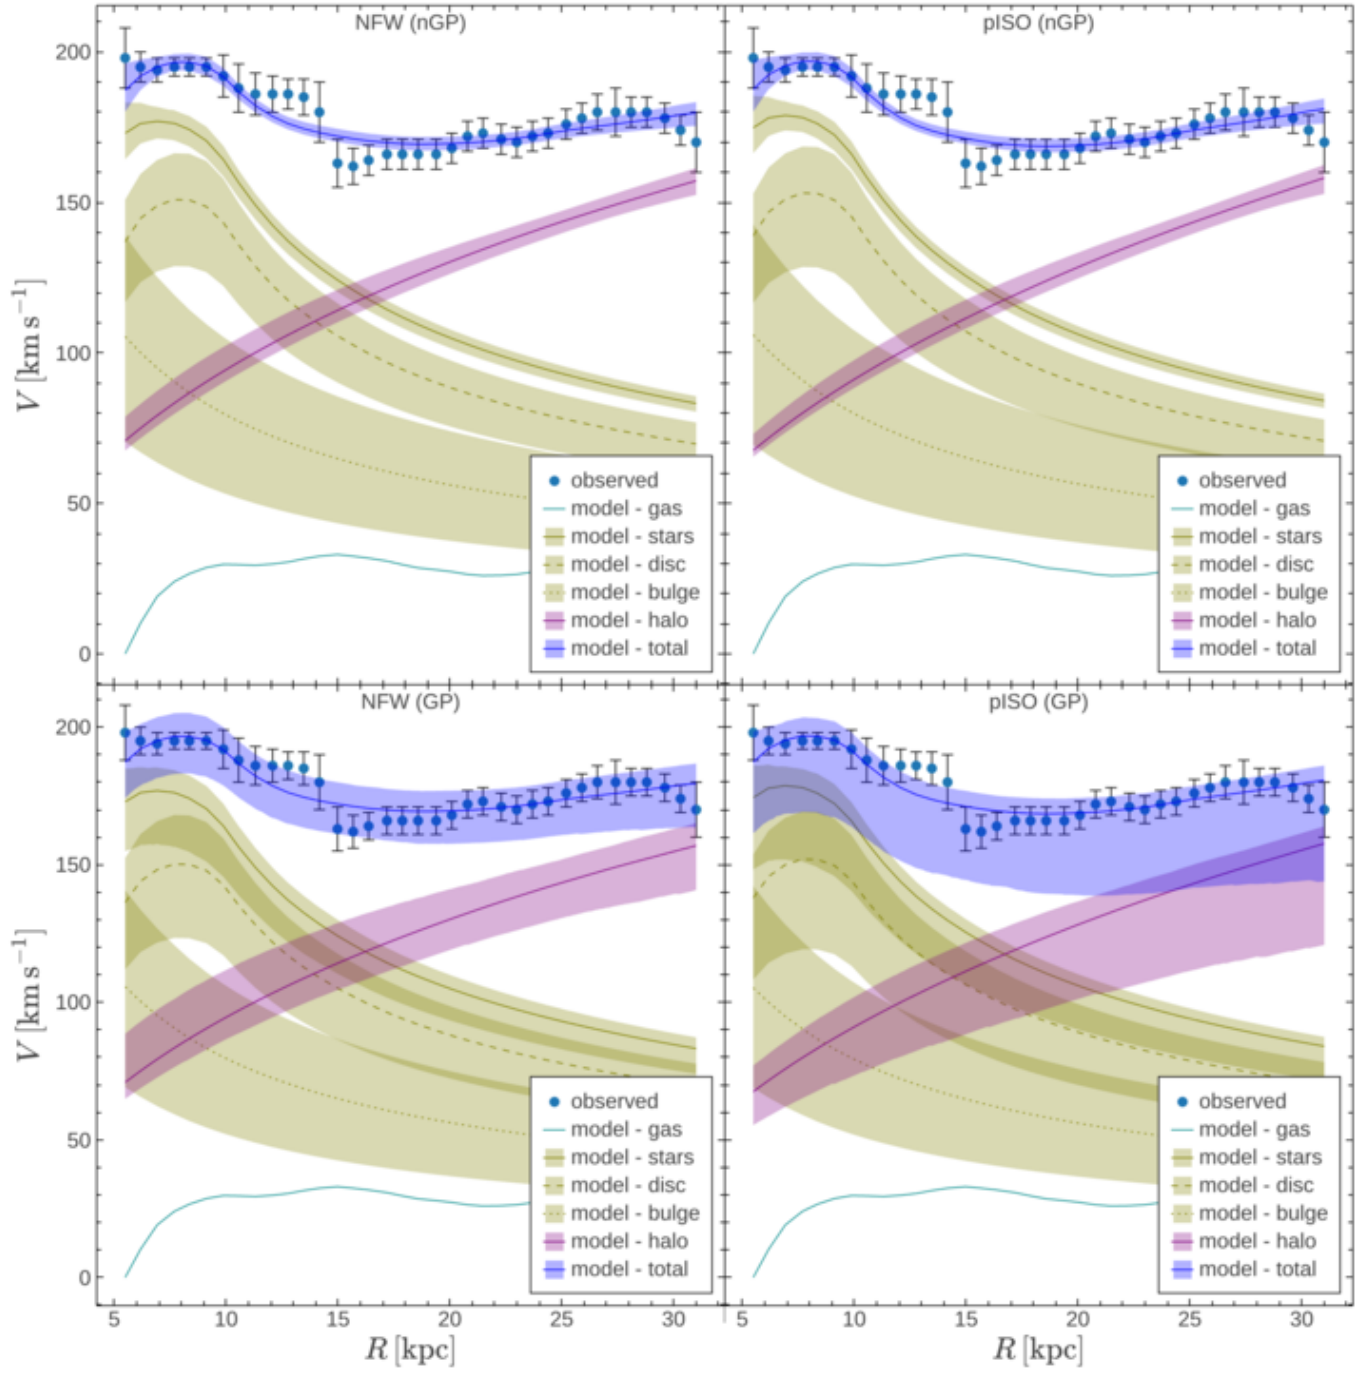 NFW (nGP)
pISO (nGP)
200
150
100
50
0
V [km s⁻¹]
observed
model - gas
model - stars
model - disc
model - bulge
model - halo
model - total
observed
model - gas
model - stars
model - disc
model - bulge
model - halo
model - total
NFW (GP)
pISO (GP)
200
150
100
50
0
V [km s⁻¹]
observed
model - gas
model - stars
model - disc
model - bulge
model - halo
model - total
observed
model - gas
model - stars
model - disc
model - bulge
model - halo
model - total
5 10 15 20 25 30
5 10 15 20 25 30
R [kpc]
R [kpc]